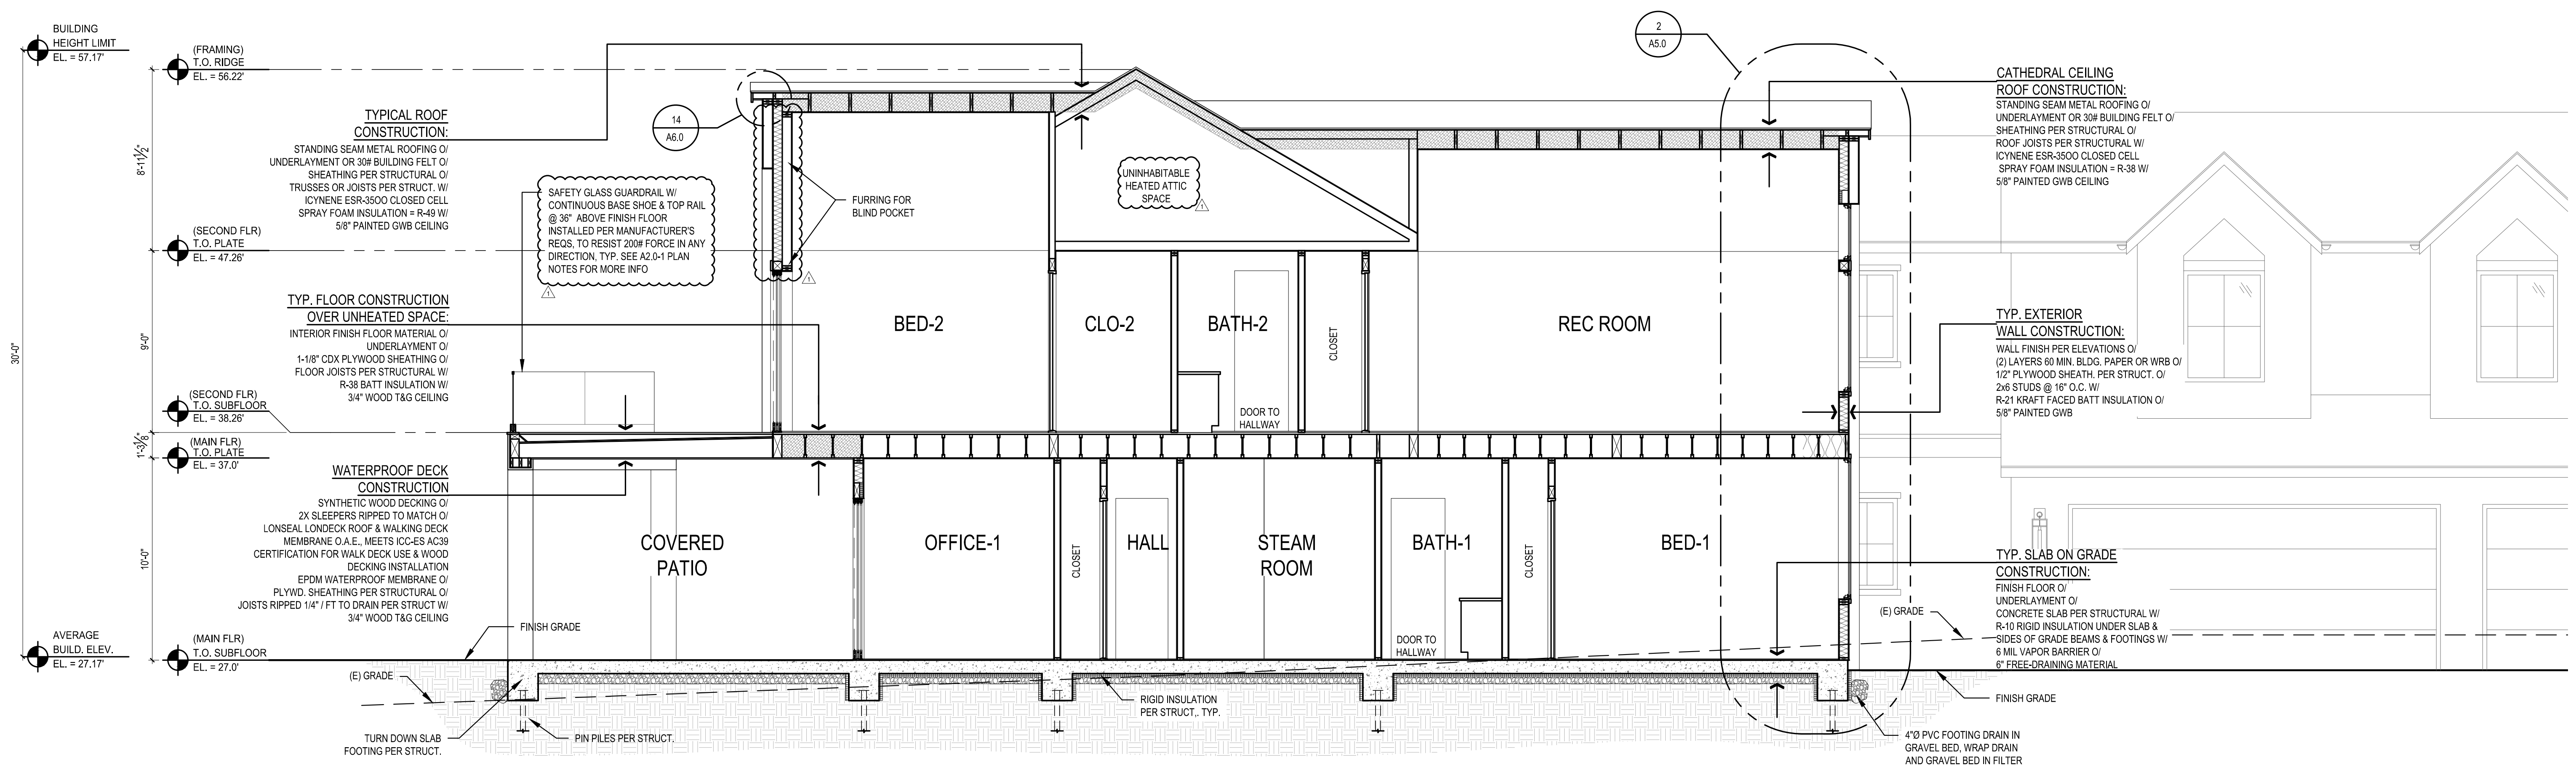 BUILDING
HEIGHT LIMIT
EL. = 57.17'
(FRAMING)
T.O. RIDGE
EL. = 56.22'
(SECOND FLR)
T.O. PLATE
EL. = 47.26'
(SECOND FLR)
T.O. SUBFLOOR
EL. = 38.26'
(MAIN FLR)
T.O. PLATE
EL. = 37.0'
AVERAGE
BUILD. ELEV.
EL. = 27.17'
(MAIN FLR)
T.O. SUBFLOOR
EL. = 27.0'
30'-0"
8'-11 1/2"
9'-0"
1'-3 1/8"
10'-0"
TYPICAL ROOF
CONSTRUCTION:
STANDING SEAM METAL ROOFING O/
UNDERLAYMENT OR 30# BUILDING FELT O/
SHEATHING PER STRUCTURAL O/
TRUSSES OR JOISTS PER STRUCT. W/
ICYNENE ESR-35OO CLOSED CELL
SPRAY FOAM INSULATION = R-49 W/
5/8" PAINTED GWB CEILING
TYP. FLOOR CONSTRUCTION
OVER UNHEATED SPACE:
INTERIOR FINISH FLOOR MATERIAL O/
UNDERLAYMENT O/
1-1/8" CDX PLYWOOD SHEATHING O/
FLOOR JOISTS PER STRUCTURAL W/
R-38 BATT INSULATION W/
3/4" WOOD T&G CEILING
WATERPROOF DECK
CONSTRUCTION
SYNTHETIC WOOD DECKING O/
2X SLEEPERS RIPPED TO MATCH O/
LONSEAL LONDECK ROOF & WALKING DECK
MEMBRANE O.A.E., MEETS ICC-ES AC39
CERTIFICATION FOR WALK DECK USE & WOOD
DECKING INSTALLATION
EPDM WATERPROOF MEMBRANE O/
PLYWD. SHEATHING PER STRUCTURAL O/
JOISTS RIPPED 1/4" / FT TO DRAIN PER STRUCT W/
3/4" WOOD T&G CEILING
SAFETY GLASS GUARDRAIL W/
CONTINUOUS BASE SHOE & TOP RAIL
@ 36" ABOVE FINISH FLOOR
INSTALLED PER MANUFACTURER'S
REQS, TO RESIST 200# FORCE IN ANY
DIRECTION, TYP. SEE A2.0-1 PLAN
NOTES FOR MORE INFO
1
14
A6.0
1
FURRING FOR
BLIND POCKET
UNINHABITABLE
HEATED ATTIC
SPACE
1
2
A5.0
BED-2
CLO-2
BATH-2
CLOSET
REC ROOM
DOOR TO
HALLWAY
COVERED
PATIO
OFFICE-1
CLOSET
HALL
STEAM
ROOM
BATH-1
CLOSET
BED-1
DOOR TO
HALLWAY
FINISH GRADE
(E) GRADE
TURN DOWN SLAB
FOOTING PER STRUCT.
PIN PILES PER STRUCT.
RIGID INSULATION
PER STRUCT,. TYP.
CATHEDRAL CEILING
ROOF CONSTRUCTION:
STANDING SEAM METAL ROOFING O/
UNDERLAYMENT OR 30# BUILDING FELT O/
SHEATHING PER STRUCTURAL O/
ROOF JOISTS PER STRUCTURAL W/
ICYNENE ESR-35OO CLOSED CELL
SPRAY FOAM INSULATION = R-38 W/
5/8" PAINTED GWB CEILING
TYP. EXTERIOR
WALL CONSTRUCTION:
WALL FINISH PER ELEVATIONS O/
(2) LAYERS 60 MIN. BLDG. PAPER OR WRB O/
1/2" PLYWOOD SHEATH. PER STRUCT. O/
2x6 STUDS @ 16" O.C. W/
R-21 KRAFT FACED BATT INSULATION O/
5/8" PAINTED GWB
TYP. SLAB ON GRADE
CONSTRUCTION:
FINISH FLOOR O/
UNDERLAYMENT O/
CONCRETE SLAB PER STRUCTURAL W/
R-10 RIGID INSULATION UNDER SLAB &
SIDES OF GRADE BEAMS & FOOTINGS W/
6 MIL VAPOR BARRIER O/
6" FREE-DRAINING MATERIAL
(E) GRADE
FINISH GRADE
4"Ø PVC FOOTING DRAIN IN
GRAVEL BED, WRAP DRAIN
AND GRAVEL BED IN FILTER